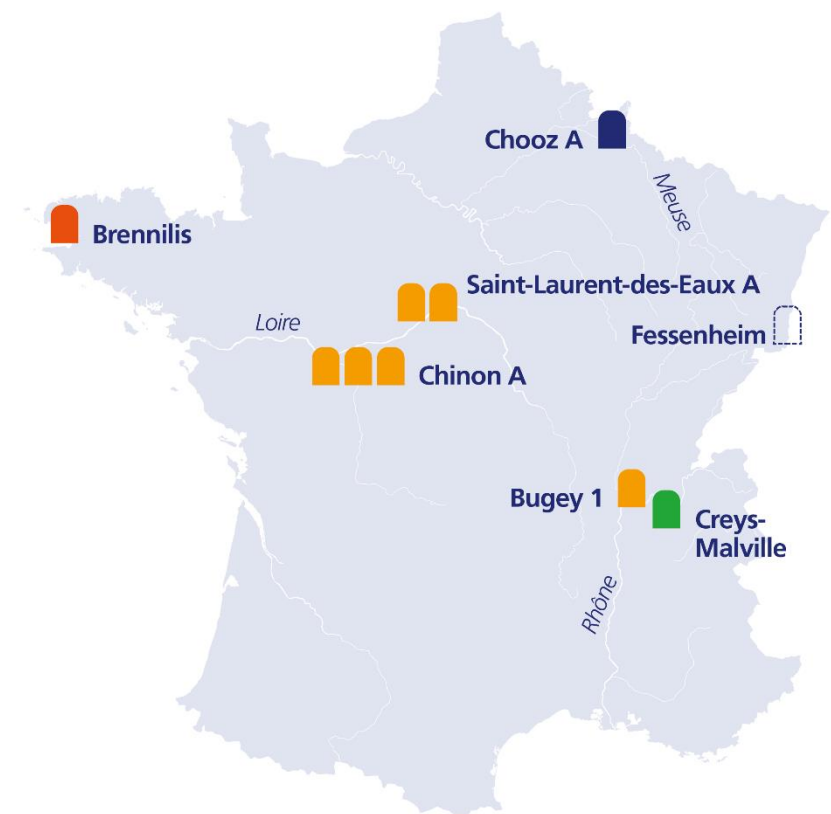 Chooz A
Meuse
Brennilis
Saint-Laurent-des-Eaux A
Loire
Fessenheim
Chinon A
Bugey 1
Creys-
Malville
Rhône